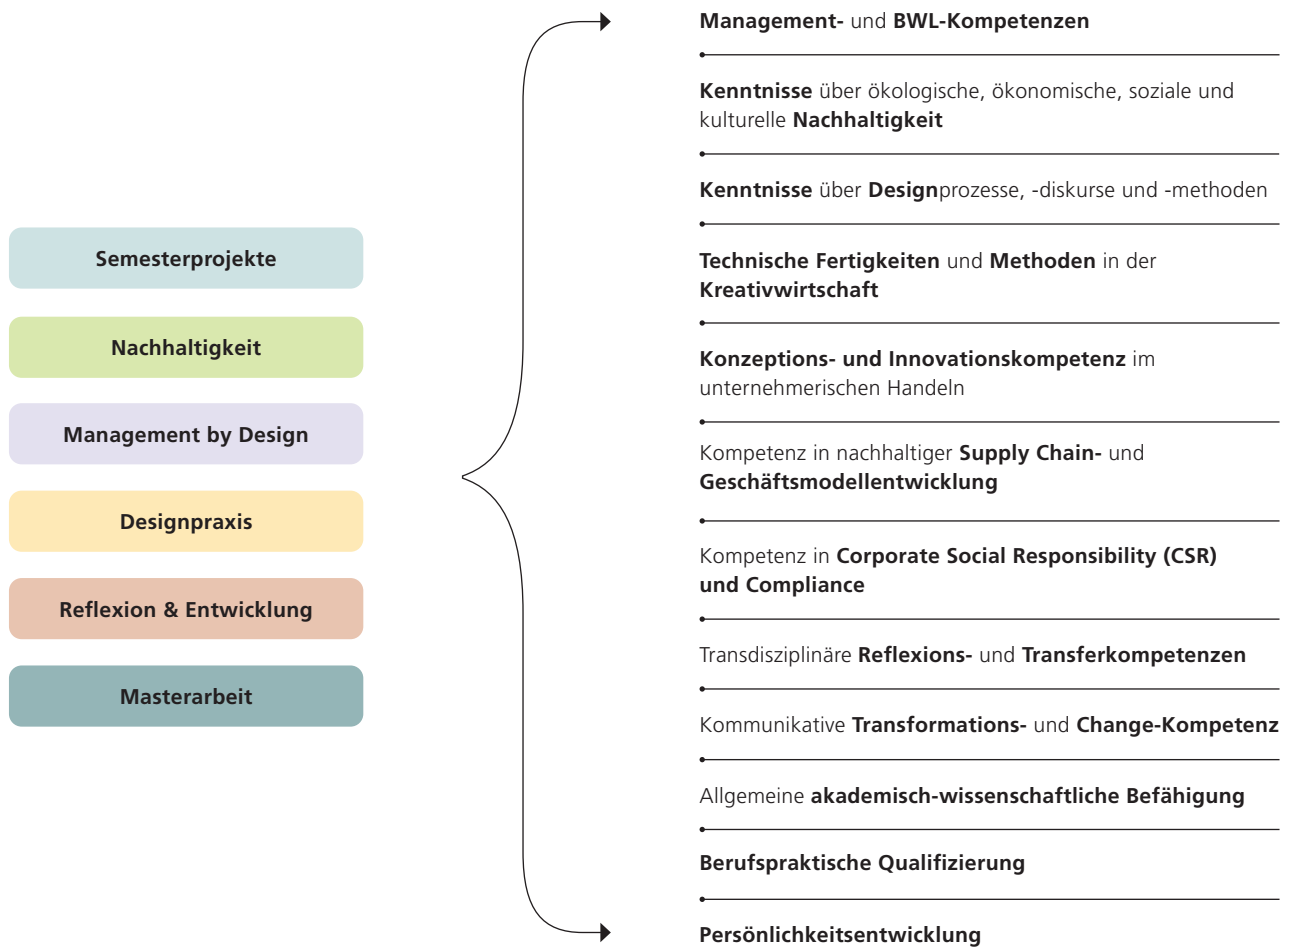 Semesterprojekte
Nachhaltigkeit
Management by Design
Designpraxis
Reflexion & Entwicklung
Masterarbeit
Management- und BWL-Kompetenzen
Kenntnisse über ökologische, ökonomische, soziale und
kulturelle Nachhaltigkeit
Kenntnisse über Designprozesse, -diskurse und -methoden
Technische Fertigkeiten und Methoden in der
Kreativwirtschaft
Konzeptions- und Innovationskompetenz im
unternehmerischen Handeln
Kompetenz in nachhaltiger Supply Chain- und
Geschäftsmodellentwicklung
Kompetenz in Corporate Social Responsibility (CSR)
und Compliance
Transdisziplinäre Reflexions- und Transferkompetenzen
Kommunikative Transformations- und Change-Kompetenz
Allgemeine akademisch-wissenschaftliche Befähigung
Berufspraktische Qualifizierung
Persönlichkeitsentwicklung